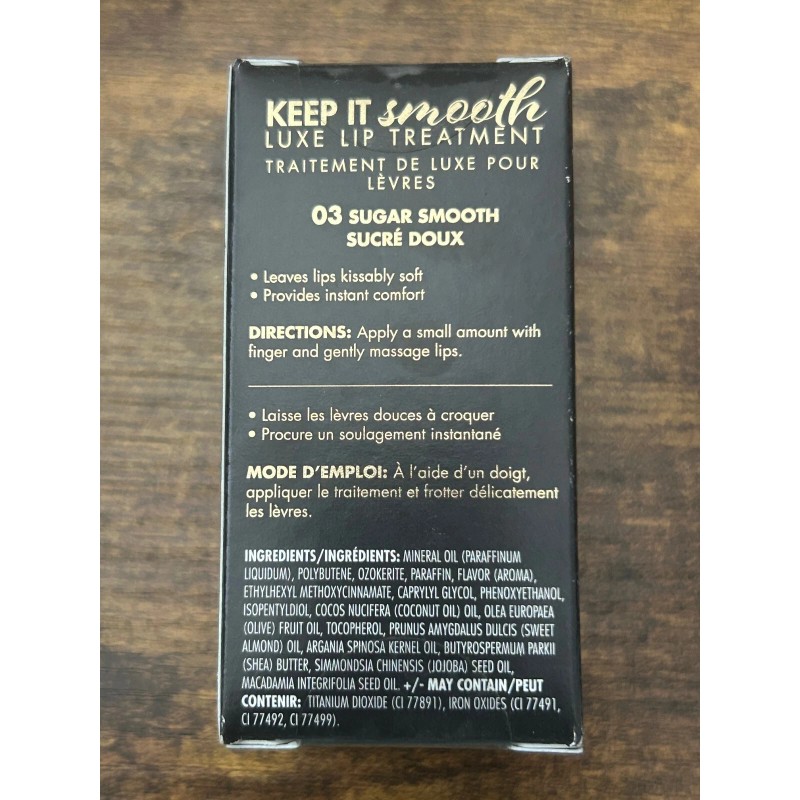 KEEP IT smooth
LUXE LIP TREATMENT
TRAITEMENT DE LUXE POUR
LÈVRES
03 SUGAR SMOOTH
SUCRÉ DOUX
• Leaves lips kissably soft
• Provides instant comfort
DIRECTIONS: Apply a small amount with
finger and gently massage lips.
• Laisse les lèvres douces à croquer
• Procure un soulagement instantané
MODE D'EMPLOI: À l'aide d'un doigt,
appliquer le traitement et frotter délicatement
les lèvres.
INGREDIENTS/INGRÉDIENTS: MINERAL OIL (PARAFFINUM
LIQUIDUM), POLYBUTENE, OZOKERITE, PARAFFIN, FLAVOR (AROMA),
ETHYLHEXYL METHOXYCINNAMATE, CAPRYLYL GLYCOL, PHENOXYETHANOL,
ISOPENTYLDIOL, COCOS NUCIFERA (COCONUT OIL) OIL, OLEA EUROPAEA
(OLIVE) FRUIT OIL, TOCOPHEROL, PRUNUS AMYGDALUS DULCIS (SWEET
ALMOND) OIL, ARGANIA SPINOSA KERNEL OIL, BUTYROSPERMUM PARKII
(SHEA) BUTTER, SIMMONDSIA CHINENSIS (JOJOBA) SEED OIL,
MACADAMIA INTEGRIFOLIA SEED OIL. +/- MAY CONTAIN/PEUT
CONTENIR: TITANIUM DIOXIDE (CI 77891), IRON OXIDES (CI 77491,
CI 77492, CI 77499).